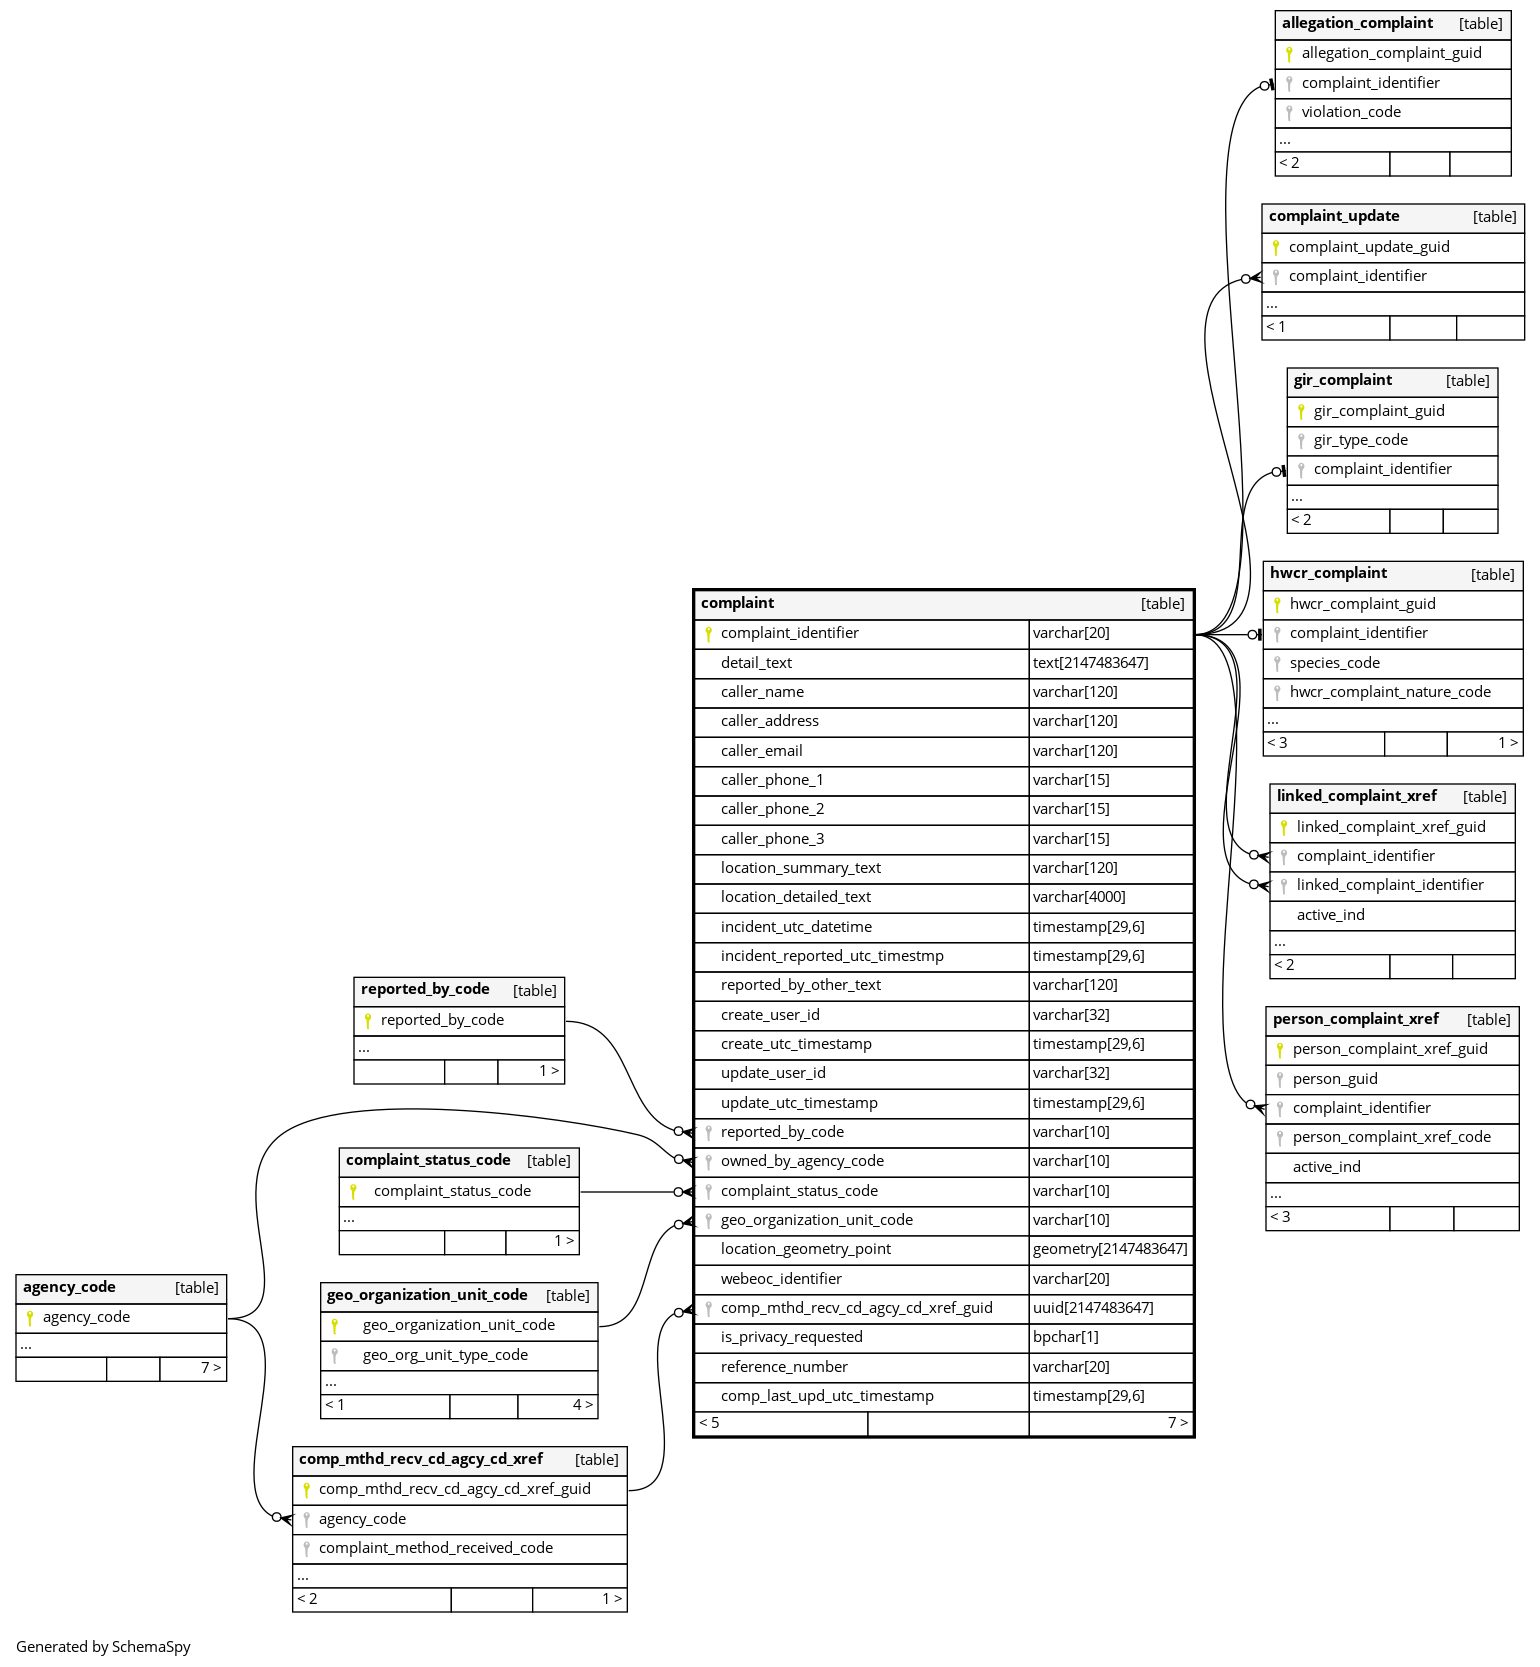 allegation_complaint [table]
allegation_complaint_guid
complaint_identifier
violation_code
...
< 2
complaint_update [table]
complaint_update_guid
complaint_identifier
...
< 1
gir_complaint [table]
gir_complaint_guid
gir_type_code
complaint_identifier
...
< 2
hwcr_complaint [table]
hwcr_complaint_guid
complaint_identifier
species_code
hwcr_complaint_nature_code
...
< 3 1 >
linked_complaint_xref [table]
linked_complaint_xref_guid
complaint_identifier
linked_complaint_identifier
active_ind
...
< 2
person_complaint_xref [table]
person_complaint_xref_guid
person_guid
complaint_identifier
person_complaint_xref_code
active_ind
...
< 3
complaint [table]
complaint_identifier varchar[20]
detail_text text[2147483647]
caller_name varchar[120]
caller_address varchar[120]
caller_email varchar[120]
caller_phone_1 varchar[15]
caller_phone_2 varchar[15]
caller_phone_3 varchar[15]
location_summary_text varchar[120]
location_detailed_text varchar[4000]
incident_utc_datetime timestamp[29,6]
incident_reported_utc_timestmp timestamp[29,6]
reported_by_other_text varchar[120]
create_user_id varchar[32]
create_utc_timestamp timestamp[29,6]
update_user_id varchar[32]
update_utc_timestamp timestamp[29,6]
reported_by_code varchar[10]
owned_by_agency_code varchar[10]
complaint_status_code varchar[10]
geo_organization_unit_code varchar[10]
location_geometry_point geometry[2147483647]
webeoc_identifier varchar[20]
comp_mthd_recv_cd_agcy_cd_xref_guid uuid[2147483647]
is_privacy_requested bpchar[1]
reference_number varchar[20]
comp_last_upd_utc_timestamp timestamp[29,6]
< 5 7 >
reported_by_code [table]
reported_by_code
...
1 >
complaint_status_code [table]
complaint_status_code
...
1 >
agency_code [table]
agency_code
...
7 >
geo_organization_unit_code [table]
geo_organization_unit_code
geo_org_unit_type_code
...
< 1 4 >
comp_mthd_recv_cd_agcy_cd_xref [table]
comp_mthd_recv_cd_agcy_cd_xref_guid
agency_code
complaint_method_received_code
...
< 2 1 >
Generated by SchemaSpy